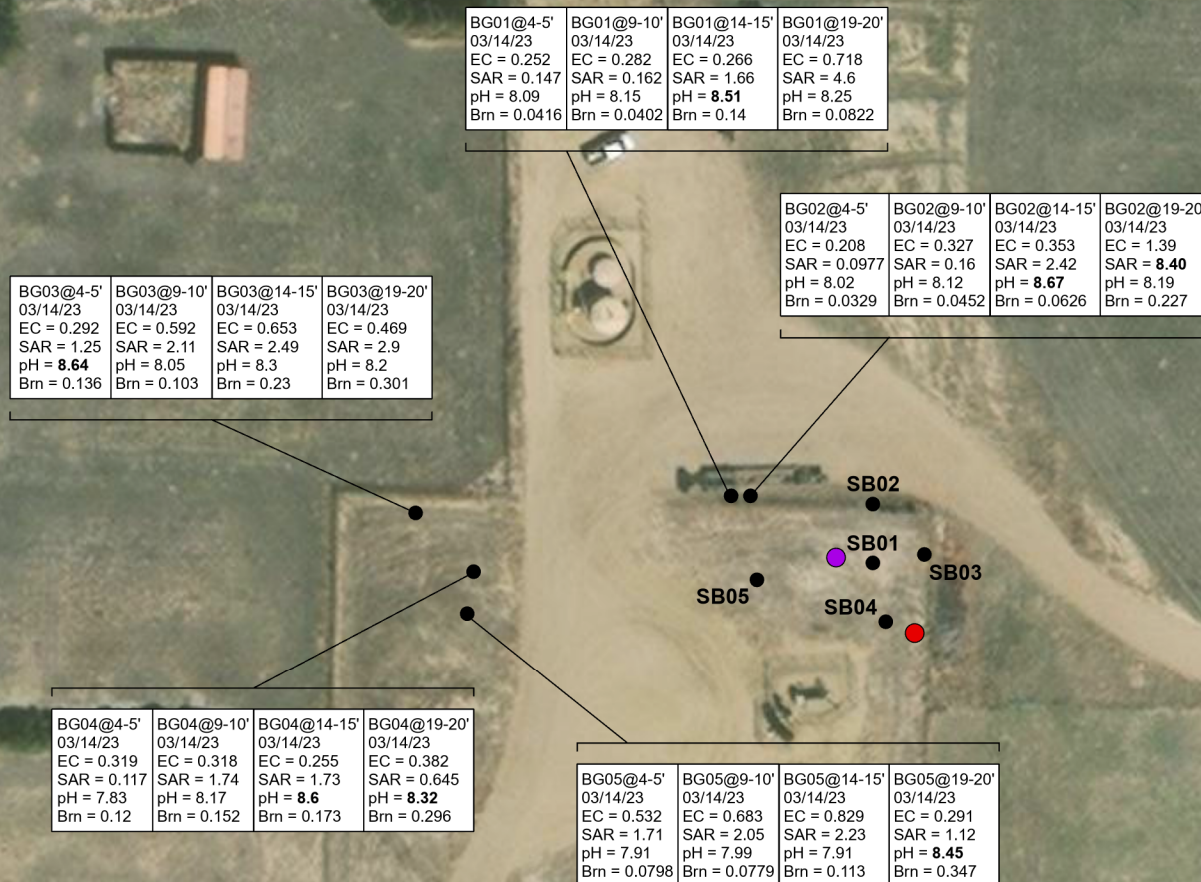 BG01@4-5'
03/14/23
EC = 0.252
SAR = 0.147
pH = 8.09
Brn = 0.0416
BG01@9-10'
03/14/23
EC = 0.282
SAR = 0.162
pH = 8.15
Brn = 0.0402
BG01@14-15'
03/14/23
EC = 0.266
SAR = 1.66
pH = 8.51
Brn = 0.14
BG01@19-20'
03/14/23
EC = 0.718
SAR = 4.6
pH = 8.25
Brn = 0.0822
BG02@4-5'
03/14/23
EC = 0.208
SAR = 0.0977
pH = 8.02
Brn = 0.0329
BG02@9-10'
03/14/23
EC = 0.327
SAR = 0.16
pH = 8.12
Brn = 0.0452
BG02@14-15'
03/14/23
EC = 0.353
SAR = 2.42
pH = 8.67
Brn = 0.0626
BG02@19-20
03/14/23
EC = 1.39
SAR = 8.40
pH = 8.19
Brn = 0.227
BG03@4-5'
03/14/23
EC = 0.292
SAR = 1.25
pH = 8.64
Brn = 0.136
BG03@9-10'
03/14/23
EC = 0.592
SAR = 2.11
pH = 8.05
Brn = 0.103
BG03@14-15'
03/14/23
EC = 0.653
SAR = 2.49
pH = 8.3
Brn = 0.23
BG03@19-20'
03/14/23
EC = 0.469
SAR = 2.9
pH = 8.2
Brn = 0.301
SB02
SB01
SB03
SB05
SB04
BG04@4-5'
03/14/23
EC = 0.319
SAR = 0.117
pH = 7.83
Brn = 0.12
BG04@9-10'
03/14/23
EC = 0.318
SAR = 1.74
pH = 8.17
Brn = 0.152
BG04@14-15'
03/14/23
EC = 0.255
SAR = 1.73
pH = 8.6
Brn = 0.173
BG04@19-20'
03/14/23
EC = 0.382
SAR = 0.645
pH = 8.32
Brn = 0.296
BG05@4-5'
03/14/23
EC = 0.532
SAR = 1.71
pH = 7.91
Brn = 0.0798
BG05@9-10'
03/14/23
EC = 0.683
SAR = 2.05
pH = 7.99
Brn = 0.0779
BG05@14-15'
03/14/23
EC = 0.829
SAR = 2.23
pH = 7.91
Brn = 0.113
BG05@19-20'
03/14/23
EC = 0.291
SAR = 1.12
pH = 8.45
Brn = 0.347